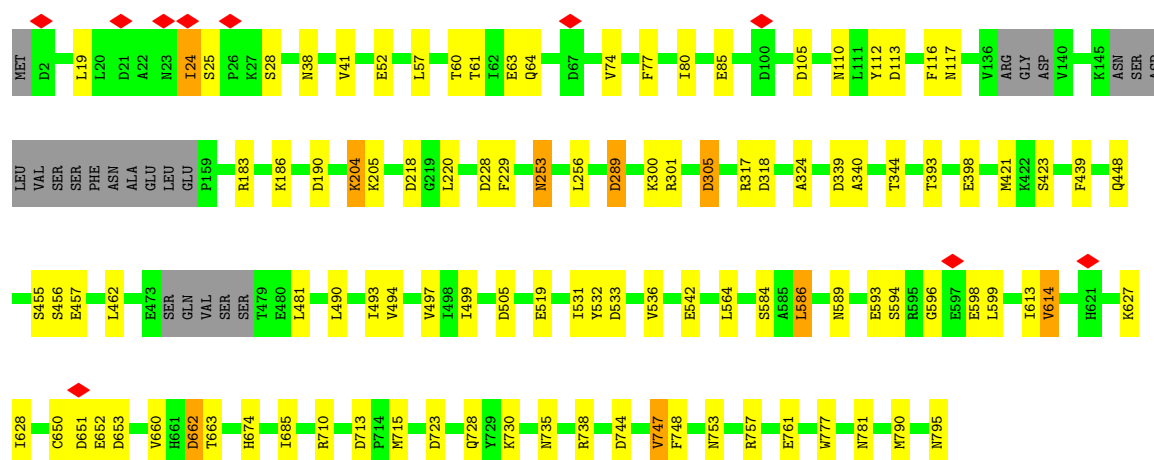 MET D2 L19 L20 D21 A22 N23 I24 S25 P26 K27 S28 N38 V41 E52 L57 T60 T61 I62 E63 Q64 D67 V74 F77 I80 E85 D100 D105 N110 L111 Y112 D113 F116 N117 V136 ARG GLY ASP V140 K145 ASN SER ASP
LEU VAL SER SER PHE ASN ALA GLU LEU GLU P159 R183 K186 D190 K204 K205 D218 G219 L220 D228 F229 N253 L256 D289 K300 R301 D305 R317 D318 A324 D339 A340 T344 T393 E398 M421 K422 S423 F439 Q448
S455 S456 E457 L462 E473 SER GLN VAL SER SER T479 E480 L481 L490 I493 V494 V497 I498 I499 D505 E519 I531 Y532 D533 V536 E542 L564 S584 A585 L586 N589 E593 S594 R595 G596 E597 E598 L599 I613 V614 H621 K627
I628 C650 D651 E652 D653 V660 H661 D662 T663 H674 I685 R710 D713 P714 M715 D723 Q728 Y729 K730 N735 R738 D744 V747 F748 N753 R757 E761 W777 N781 M790 N795